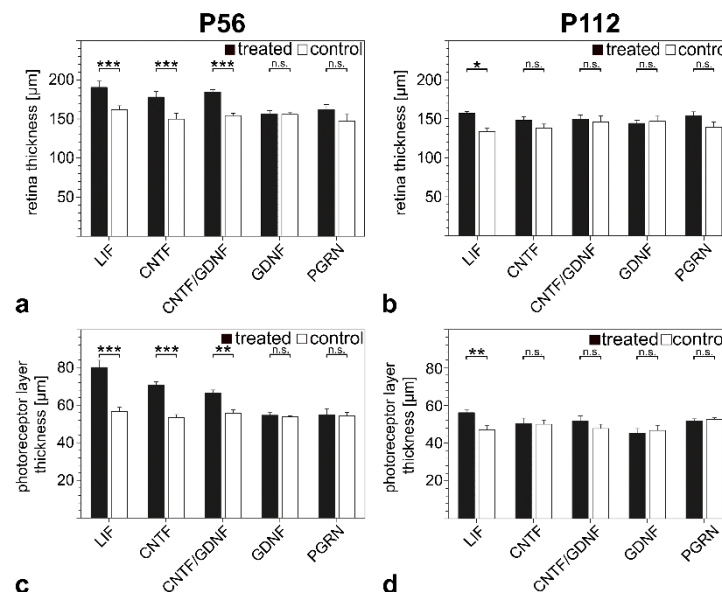 P56
P112
treated control
*** *** *** n.s. n.s.
retina thickness [µm]
200
150
100
50
LIF
CNTF
CNTF/GDNF
GDNF
PGRN
a
treated control
* n.s. n.s. n.s. n.s.
retina thickness [µm]
200
150
100
50
LIF
CNTF
CNTF/GDNF
GDNF
PGRN
b
treated control
*** *** ** n.s. n.s.
photoreceptor layer
thickness [µm]
80
60
40
20
LIF
CNTF
CNTF/GDNF
GDNF
PGRN
c
treated control
** n.s. n.s. n.s. n.s.
photoreceptor layer
thickness [µm]
80
60
40
20
LIF
CNTF
CNTF/GDNF
GDNF
PGRN
d